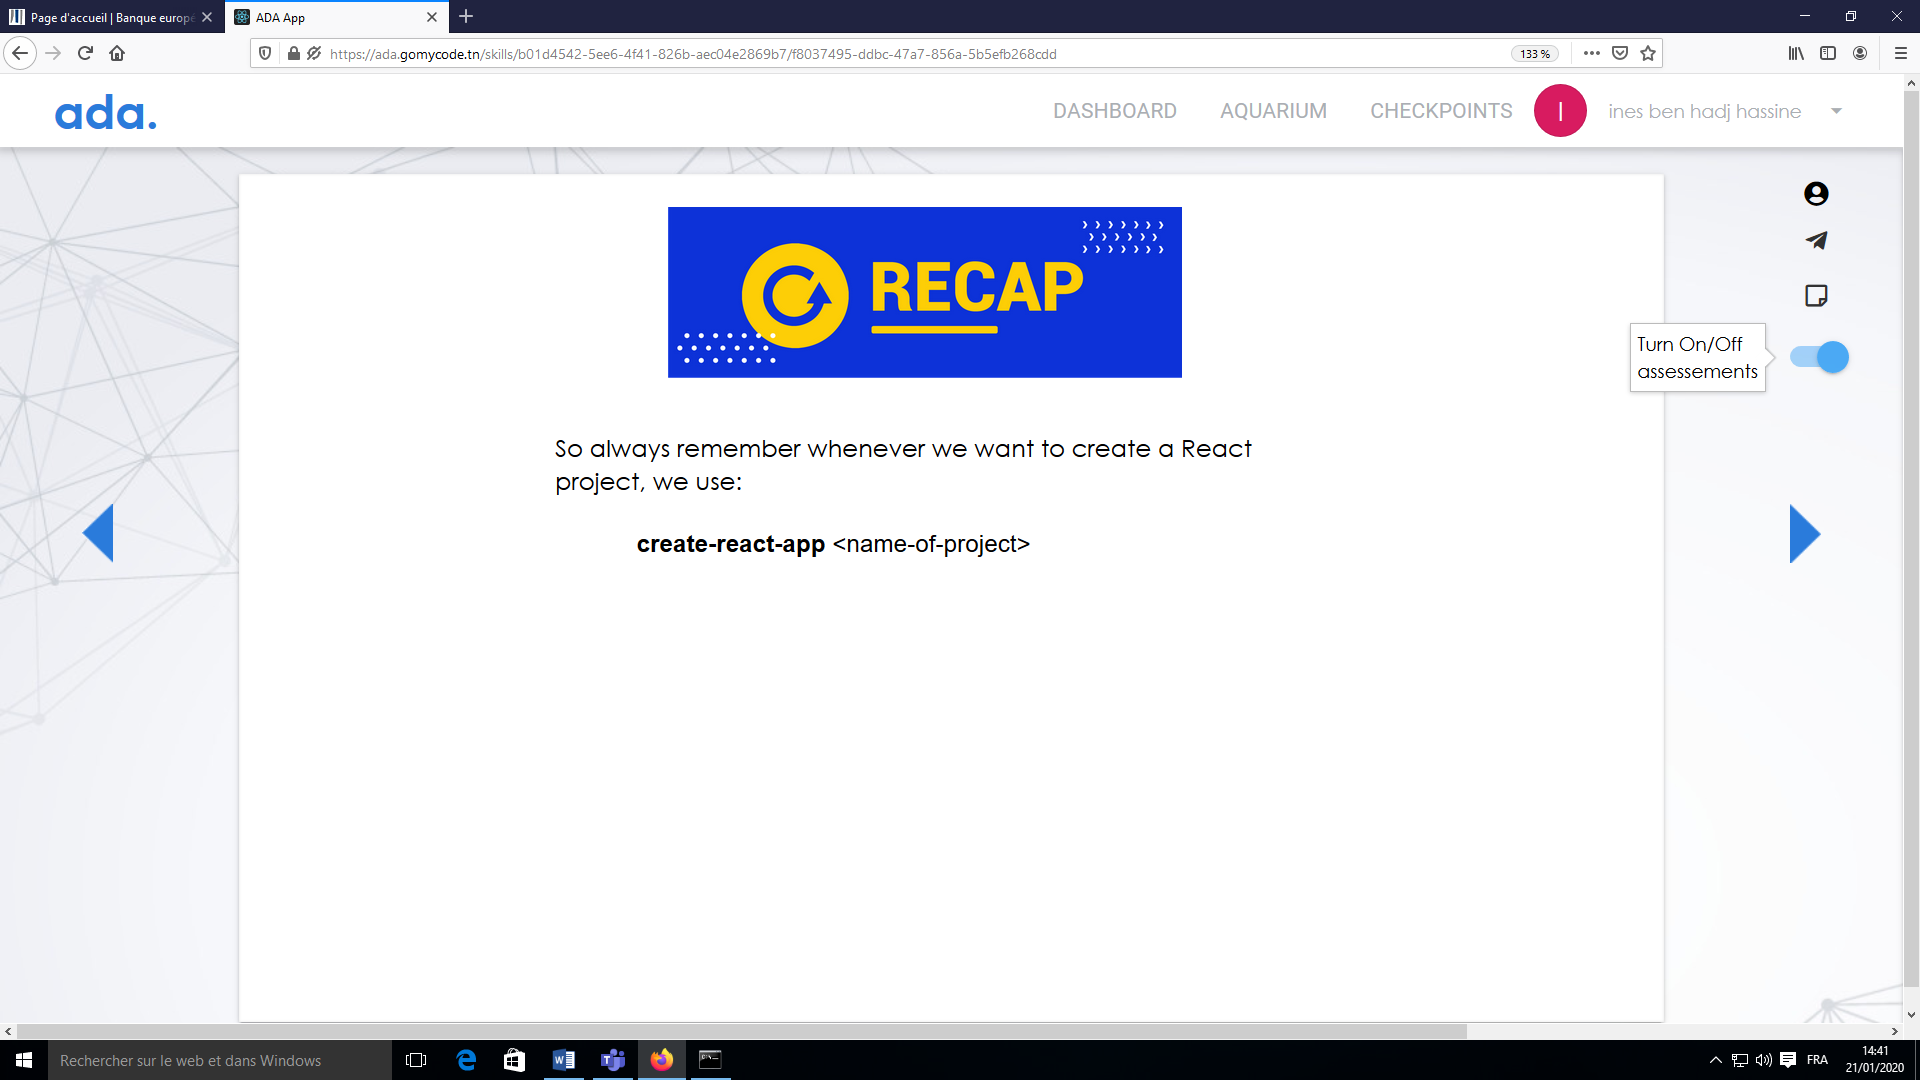 Page d'accueil | Banque europé
ADA App
https://ada.gomycode.tn/skills/b01d4542-5ee6-4f41-826b-aec04e2869b7/f8037495-ddbc-47a7-856a-5b5efb268cdd
133 %
ada.
DASHBOARD
AQUARIUM
CHECKPOINTS
I
ines ben hadj hassine
RECAP
Turn On/Off
assessements
So always remember whenever we want to create a React
project, we use:
create-react-app <name-of-project>
Rechercher sur le web et dans Windows
FRA
14:41
21/01/2020